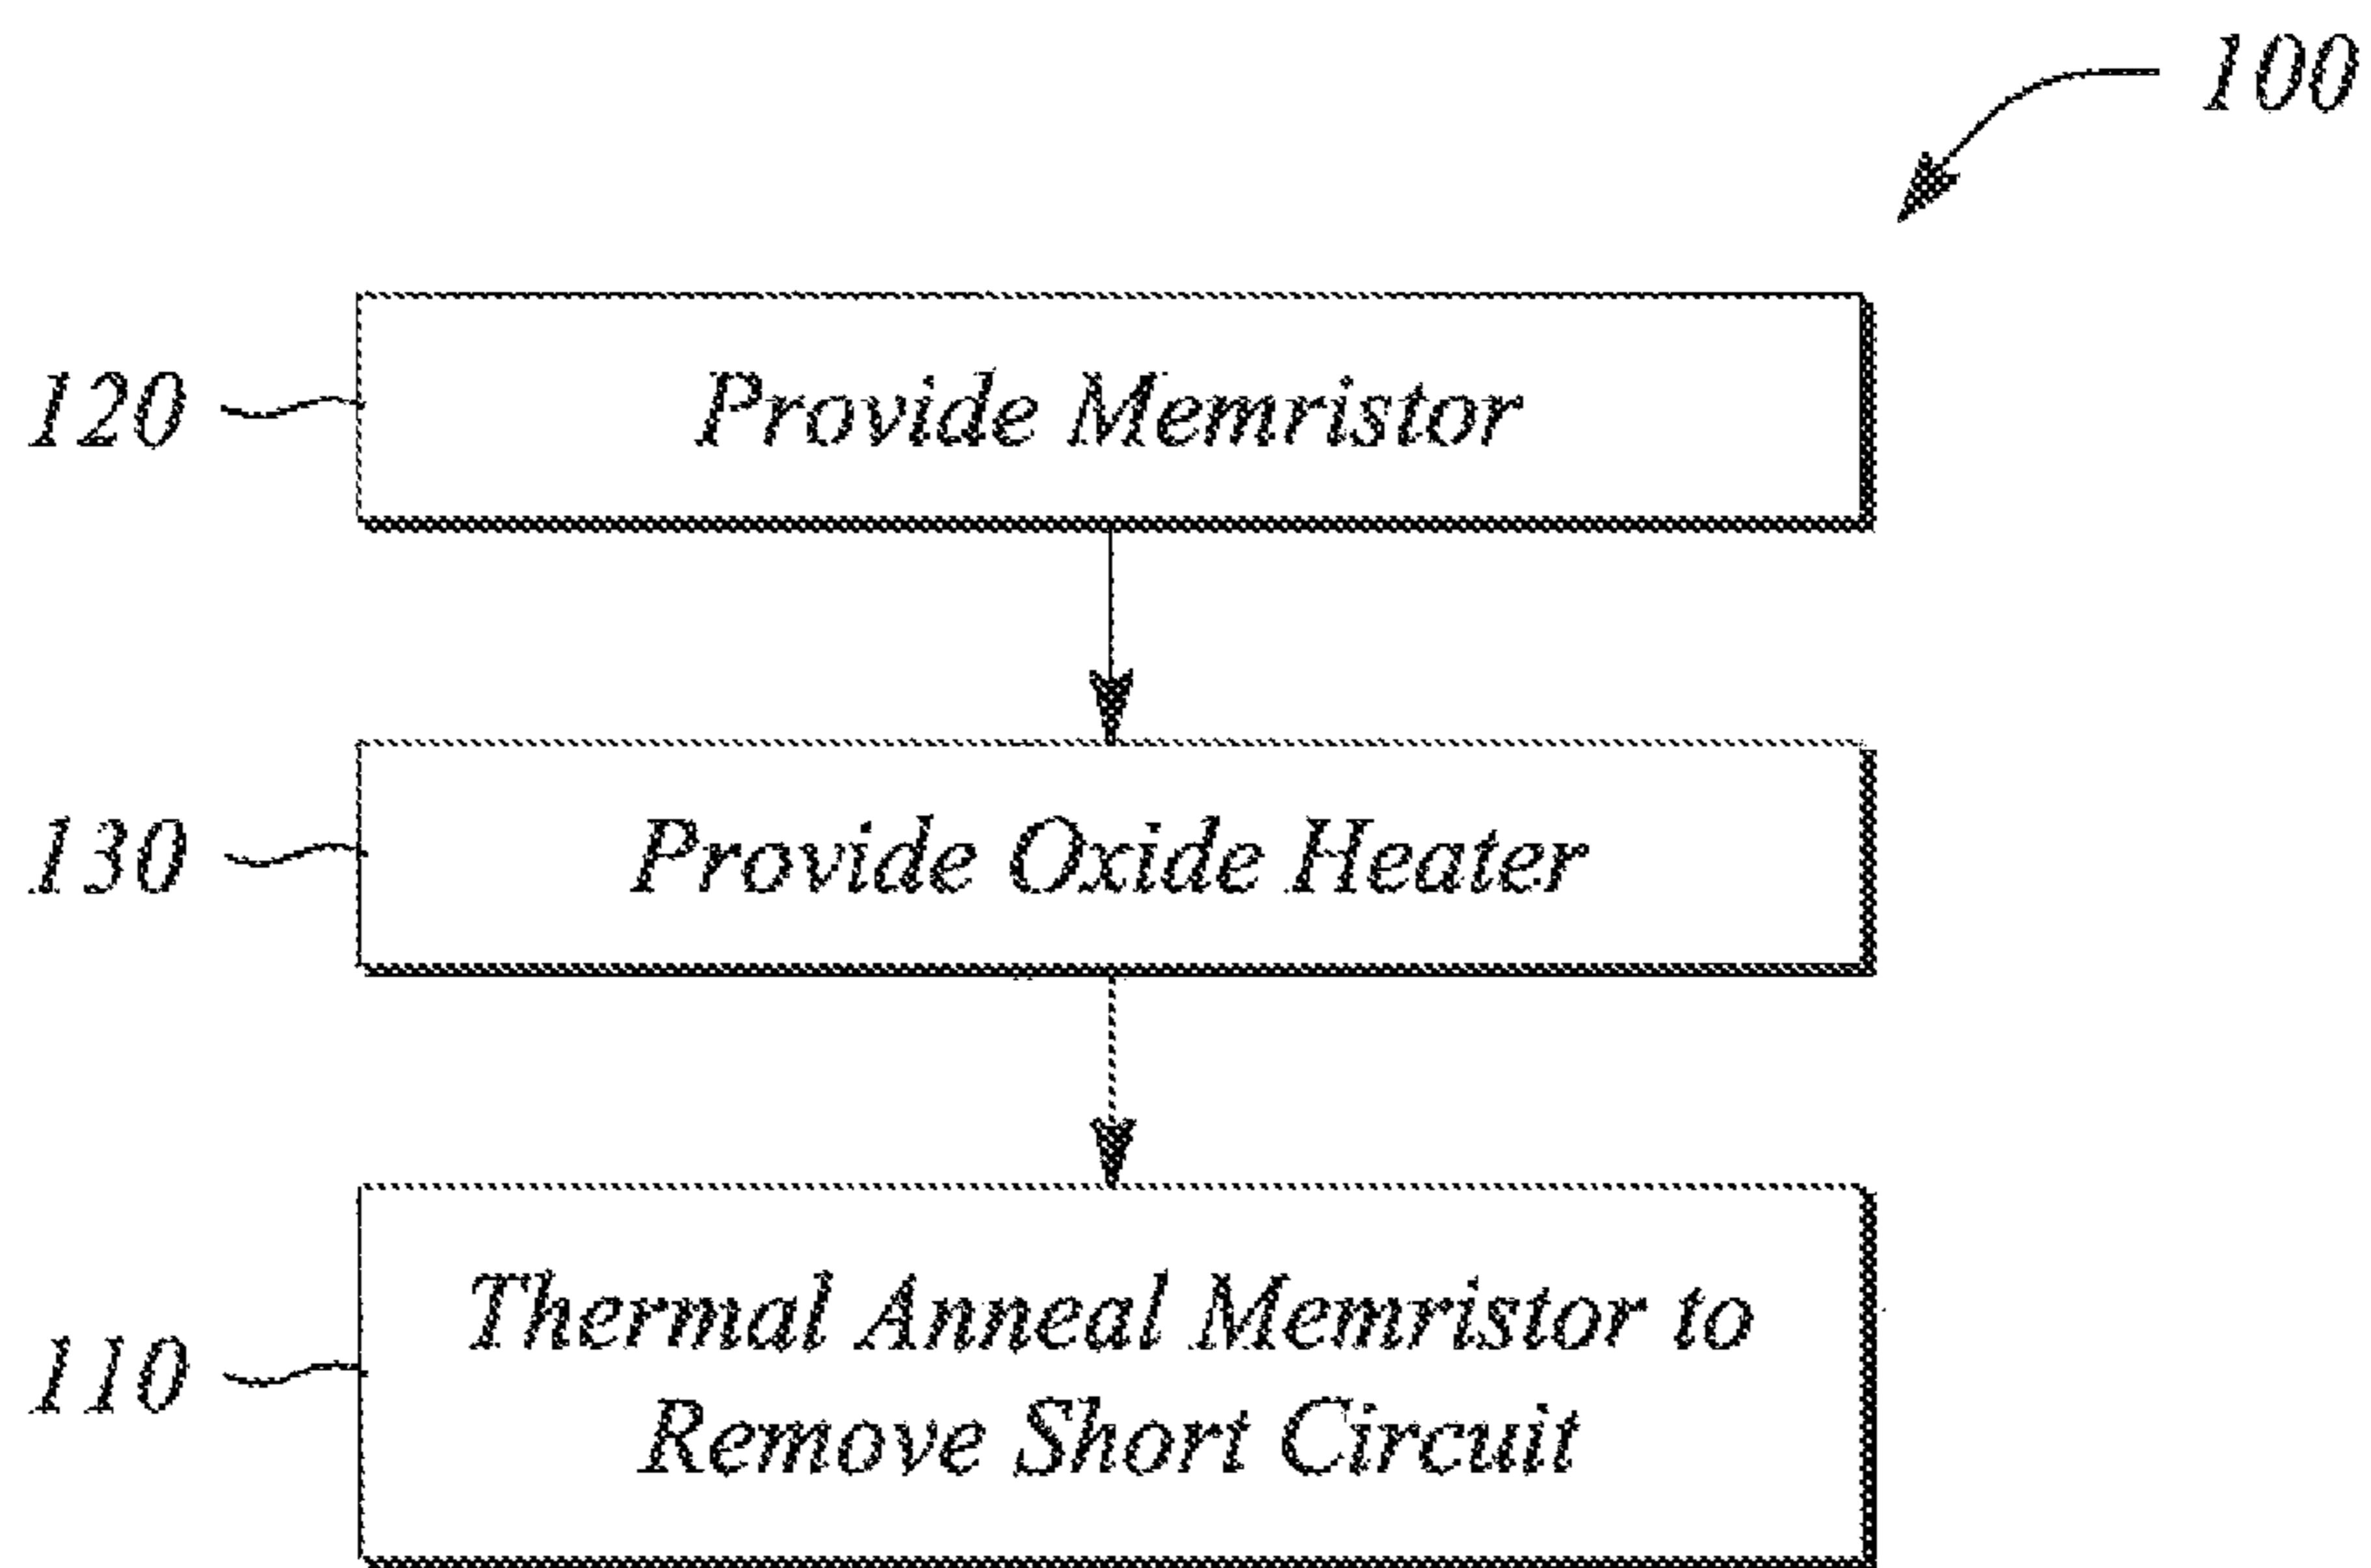 100
120
Provide Memristor
130
Provide Oxide Heater
110
Thermal Anneal Memristor to
Remove Short Circuit